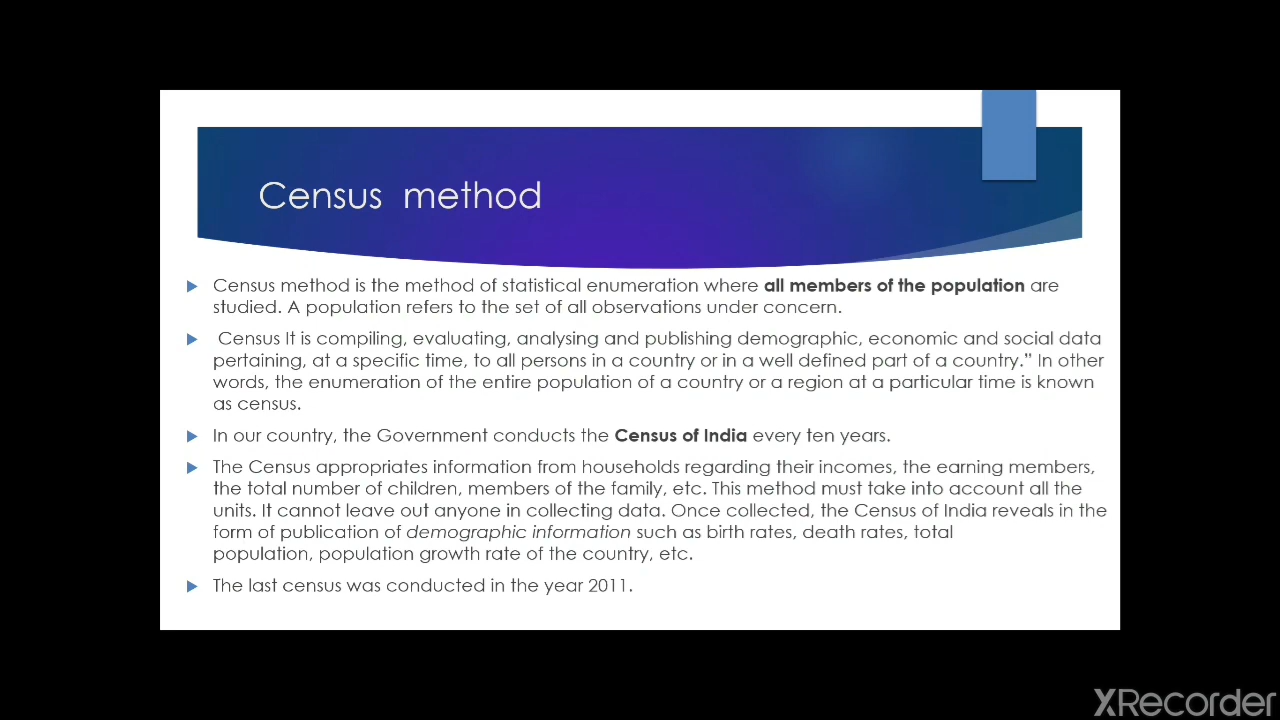 Census method
Census method is the method of statistical enumeration where all members of the population are
studied. A population refers to the set of all observations under concern.
Census It is compiling, evaluating, analysing and publishing demographic, economic and social data
pertaining, at a specific time, to all persons in a country or in a well defined part of a country.” In other
words, the enumeration of the entire population of a country or a region at a particular time is known
as census.
In our country, the Government conducts the Census of India every ten years.
The Census appropriates information from households regarding their incomes, the earning members,
the total number of children, members of the family, etc. This method must take into account all the
units. It cannot leave out anyone in collecting data. Once collected, the Census of India reveals in the
form of publication of demographic information such as birth rates, death rates, total
population, population growth rate of the country, etc.
The last census was conducted in the year 2011.
XRecorder